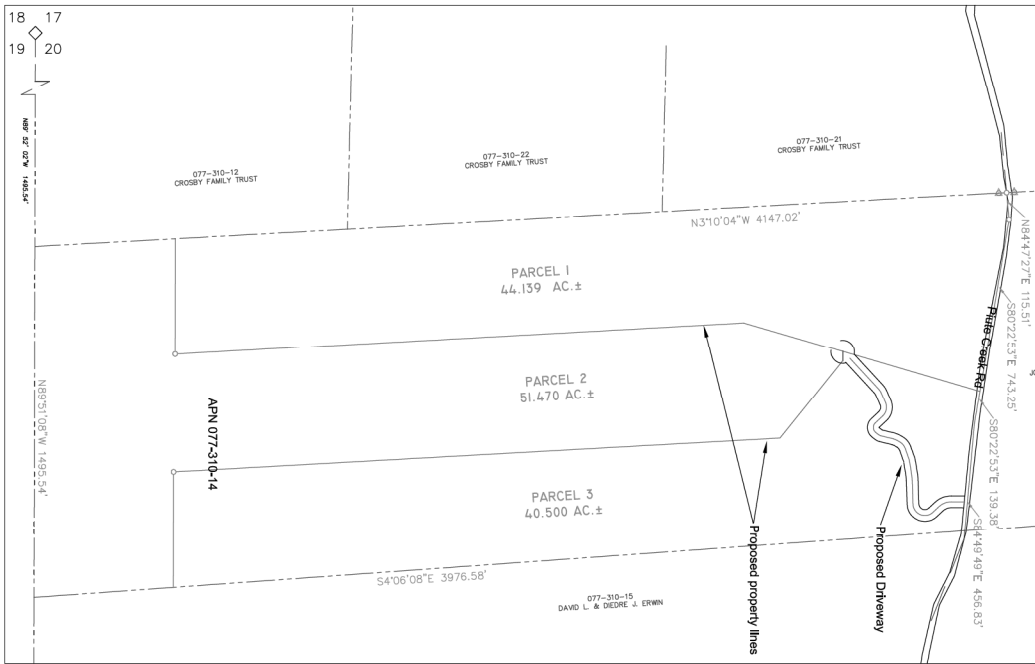 18 17
19 20
N89° 52' 02"W 1495.54'
077-310-12
CROSBY FAMILY TRUST
077-310-22
CROSBY FAMILY TRUST
077-310-21
CROSBY FAMILY TRUST
N3°10'04"W 4147.02'
N84°47'27"E 115.51'
S80°22'53"E 743.25'
Piute Creek Rd
PARCEL 1
44.139 AC.±
PARCEL 2
51.470 AC.±
APN 077-310-14
N89°51'08"W 1495.54'
PARCEL 3
40.500 AC.±
S80°22'53"E 139.38'
S84°49'49"E 456.83'
Proposed property lines
Proposed Driveway
S4°06'08"E 3976.58'
077-310-15
DAVID L. & DIEDRE J. ERWIN